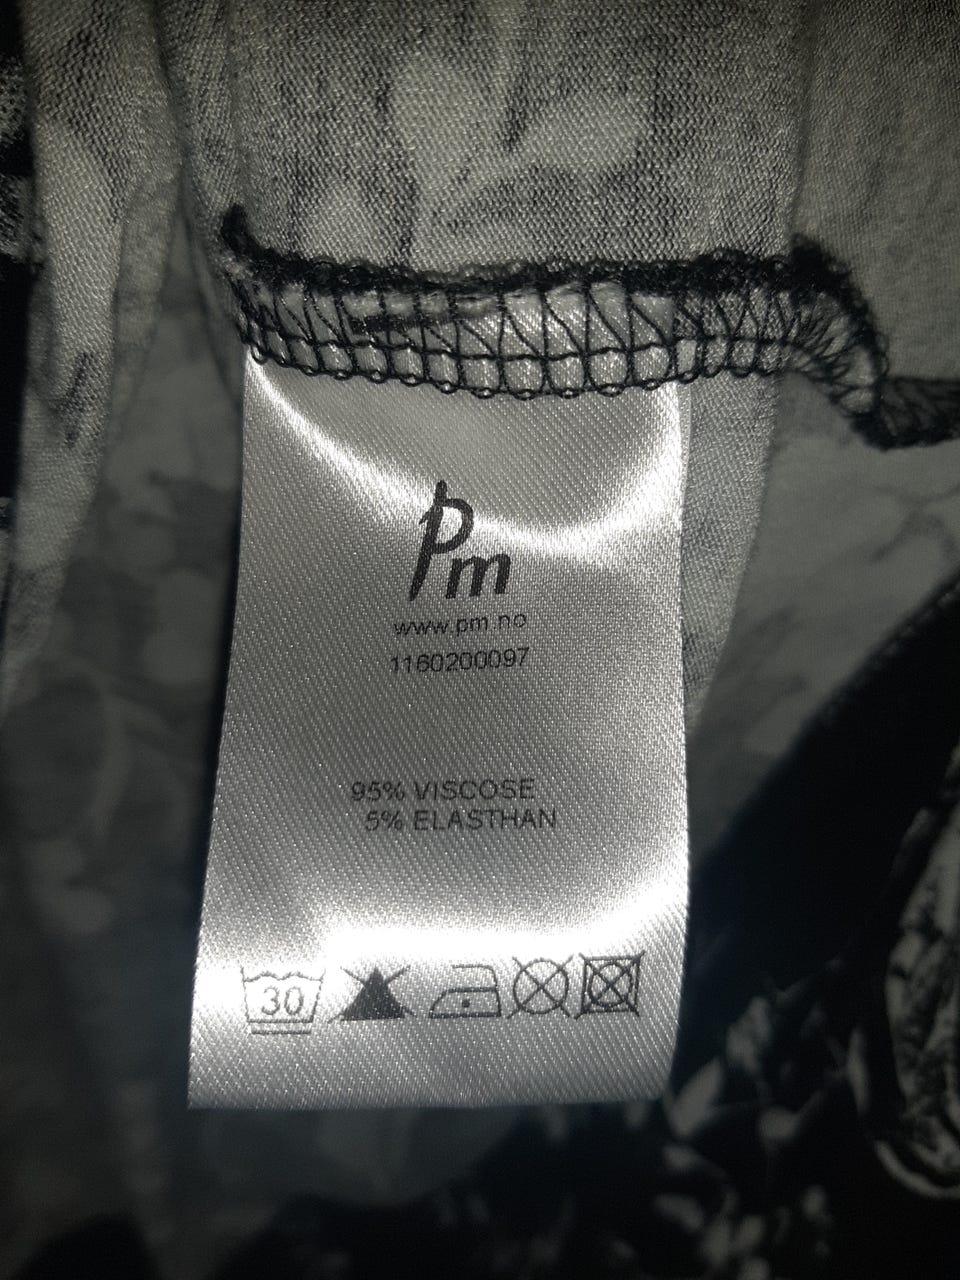 Pm
www.pm.no
1160200097
95% VISCOSE
5% ELASTHAN
30